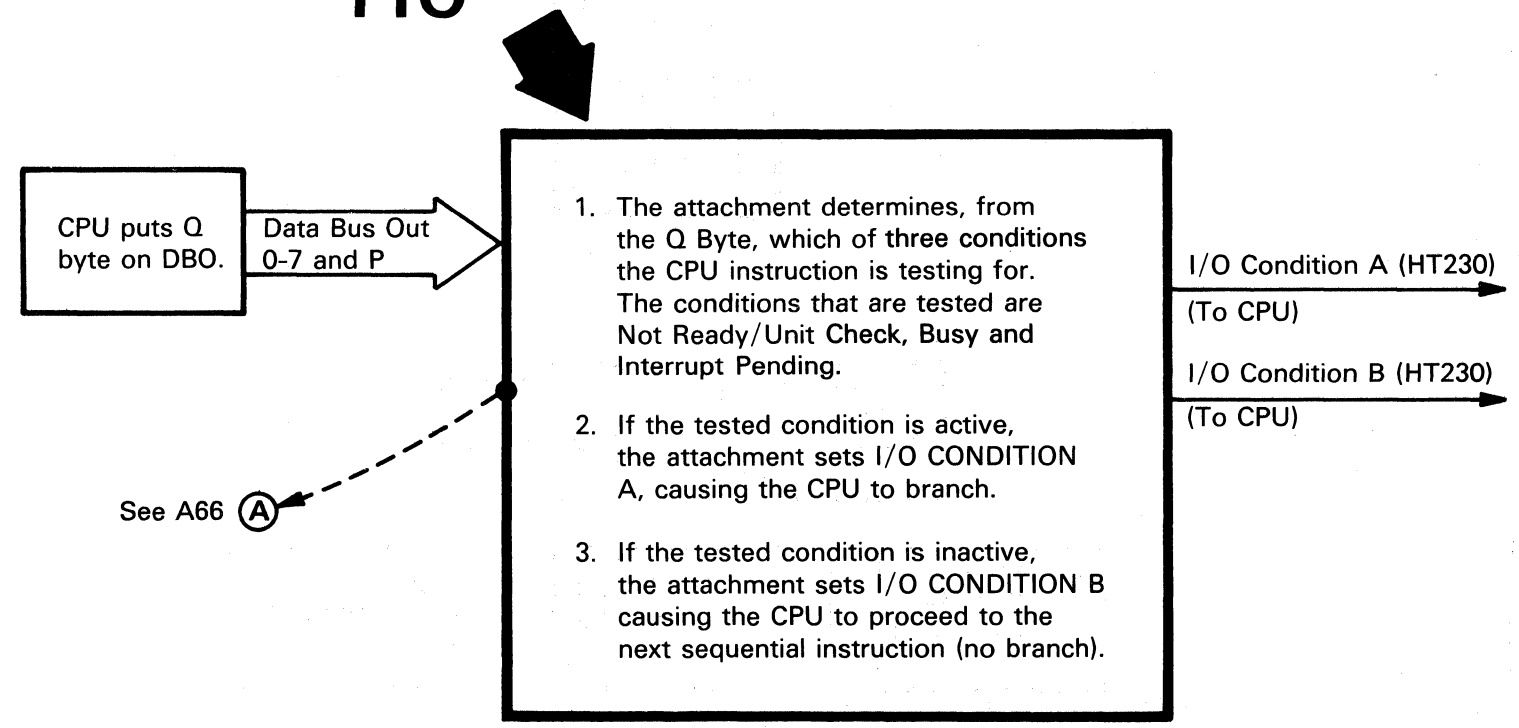 CPU puts Q
byte on DBO.
Data Bus Out
0-7 and P
1. The attachment determines, from
the Q Byte, which of three conditions
the CPU instruction is testing for.
The conditions that are tested are
Not Ready/Unit Check, Busy and
Interrupt Pending.
2. If the tested condition is active,
the attachment sets I/O CONDITION
A, causing the CPU to branch.
3. If the tested condition is inactive,
the attachment sets I/O CONDITION B
causing the CPU to proceed to the
next sequential instruction (no branch).
I/O Condition A (HT230)
(To CPU)
I/O Condition B (HT230)
(To CPU)
See A66 A